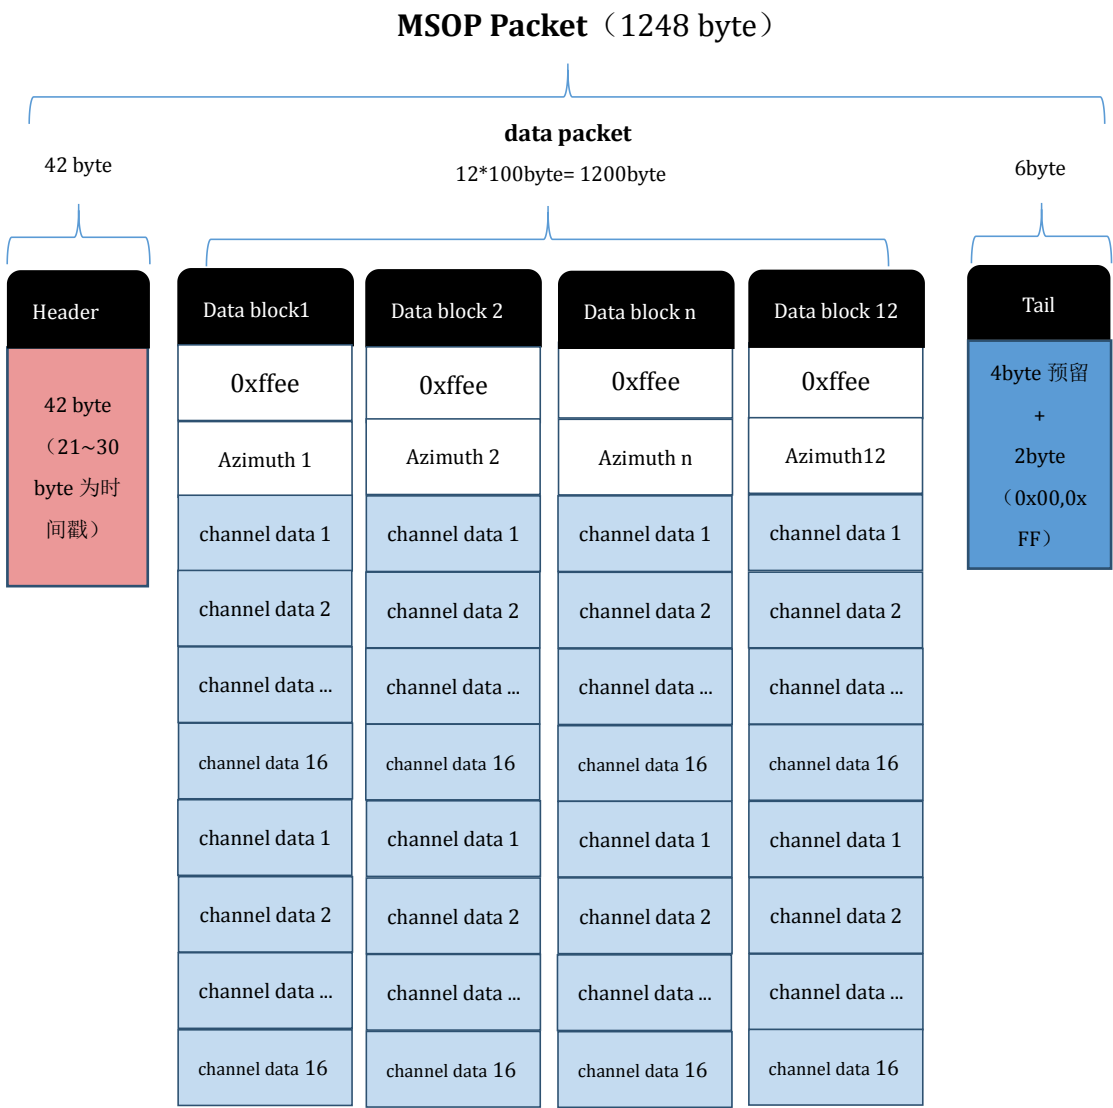 MSOP Packet（1248 byte）
data packet
42 byte
12*100byte= 1200byte
6byte
Header
Data block1
Data block 2
Data block n
Data block 12
Tail
42 byte
（21~30
byte 为时
间戳）
0xffee
Azimuth 1
channel data 1
channel data 2
channel data ...
channel data 16
channel data 1
channel data 2
channel data ...
channel data 16
0xffee
Azimuth 2
channel data 1
channel data 2
channel data ...
channel data 16
channel data 1
channel data 2
channel data ...
channel data 16
0xffee
Azimuth n
channel data 1
channel data 2
channel data ...
channel data 16
channel data 1
channel data 2
channel data ...
channel data 16
0xffee
Azimuth12
channel data 1
channel data 2
channel data ...
channel data 16
channel data 1
channel data 2
channel data ...
channel data 16
4byte 预留
+
2byte
（0x00,0x
FF）